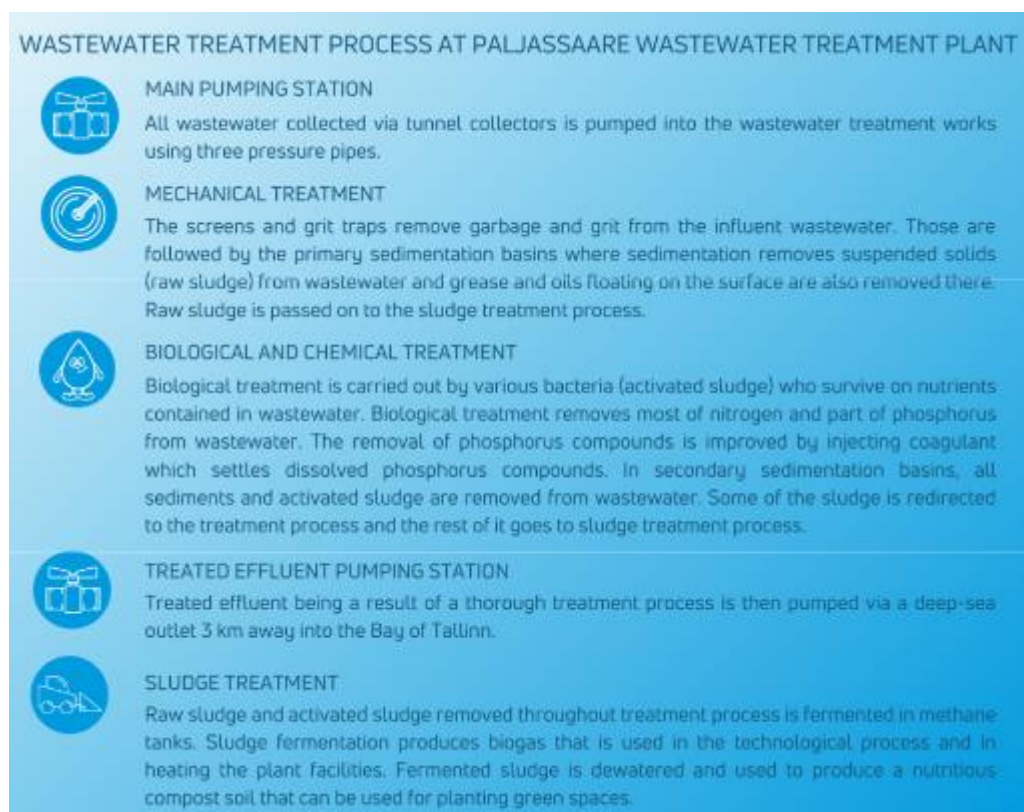 WASTEWATER TREATMENT PROCESS AT PALJASSAARE WASTEWATER TREATMENT PLANT
MAIN PUMPING STATION
All wastewater collected via tunnel collectors is pumped into the wastewater treatment works
using three pressure pipes.
MECHANICAL TREATMENT
The screens and grit traps remove garbage and grit from the influent wastewater. Those are
followed by the primary sedimentation basins where sedimentation removes suspended solids
(raw sludge) from wastewater and grease and oils floating on the surface are also removed there.
Raw sludge is passed on to the sludge treatment process.
BIOLOGICAL AND CHEMICAL TREATMENT
Biological treatment is carried out by various bacteria (activated sludge) who survive on nutrients
contained in wastewater. Biological treatment removes most of nitrogen and part of phosphorus
from wastewater. The removal of phosphorus compounds is improved by injecting coagulant
which settles dissolved phosphorus compounds. In secondary sedimentation basins, all
sediments and activated sludge are removed from wastewater. Some of the sludge is redirected
to the treatment process and the rest of it goes to sludge treatment process.
TREATED EFFLUENT PUMPING STATION
Treated effluent being a result of a thorough treatment process is then pumped via a deep-sea
outlet 3 km away into the Bay of Tallinn.
SLUDGE TREATMENT
Raw sludge and activated sludge removed throughout treatment process is fermented in methane
tanks. Sludge fermentation produces biogas that is used in the technological process and in
heating the plant facilities. Fermented sludge is dewatered and used to produce a nutritious
compost soil that can be used for planting green spaces.